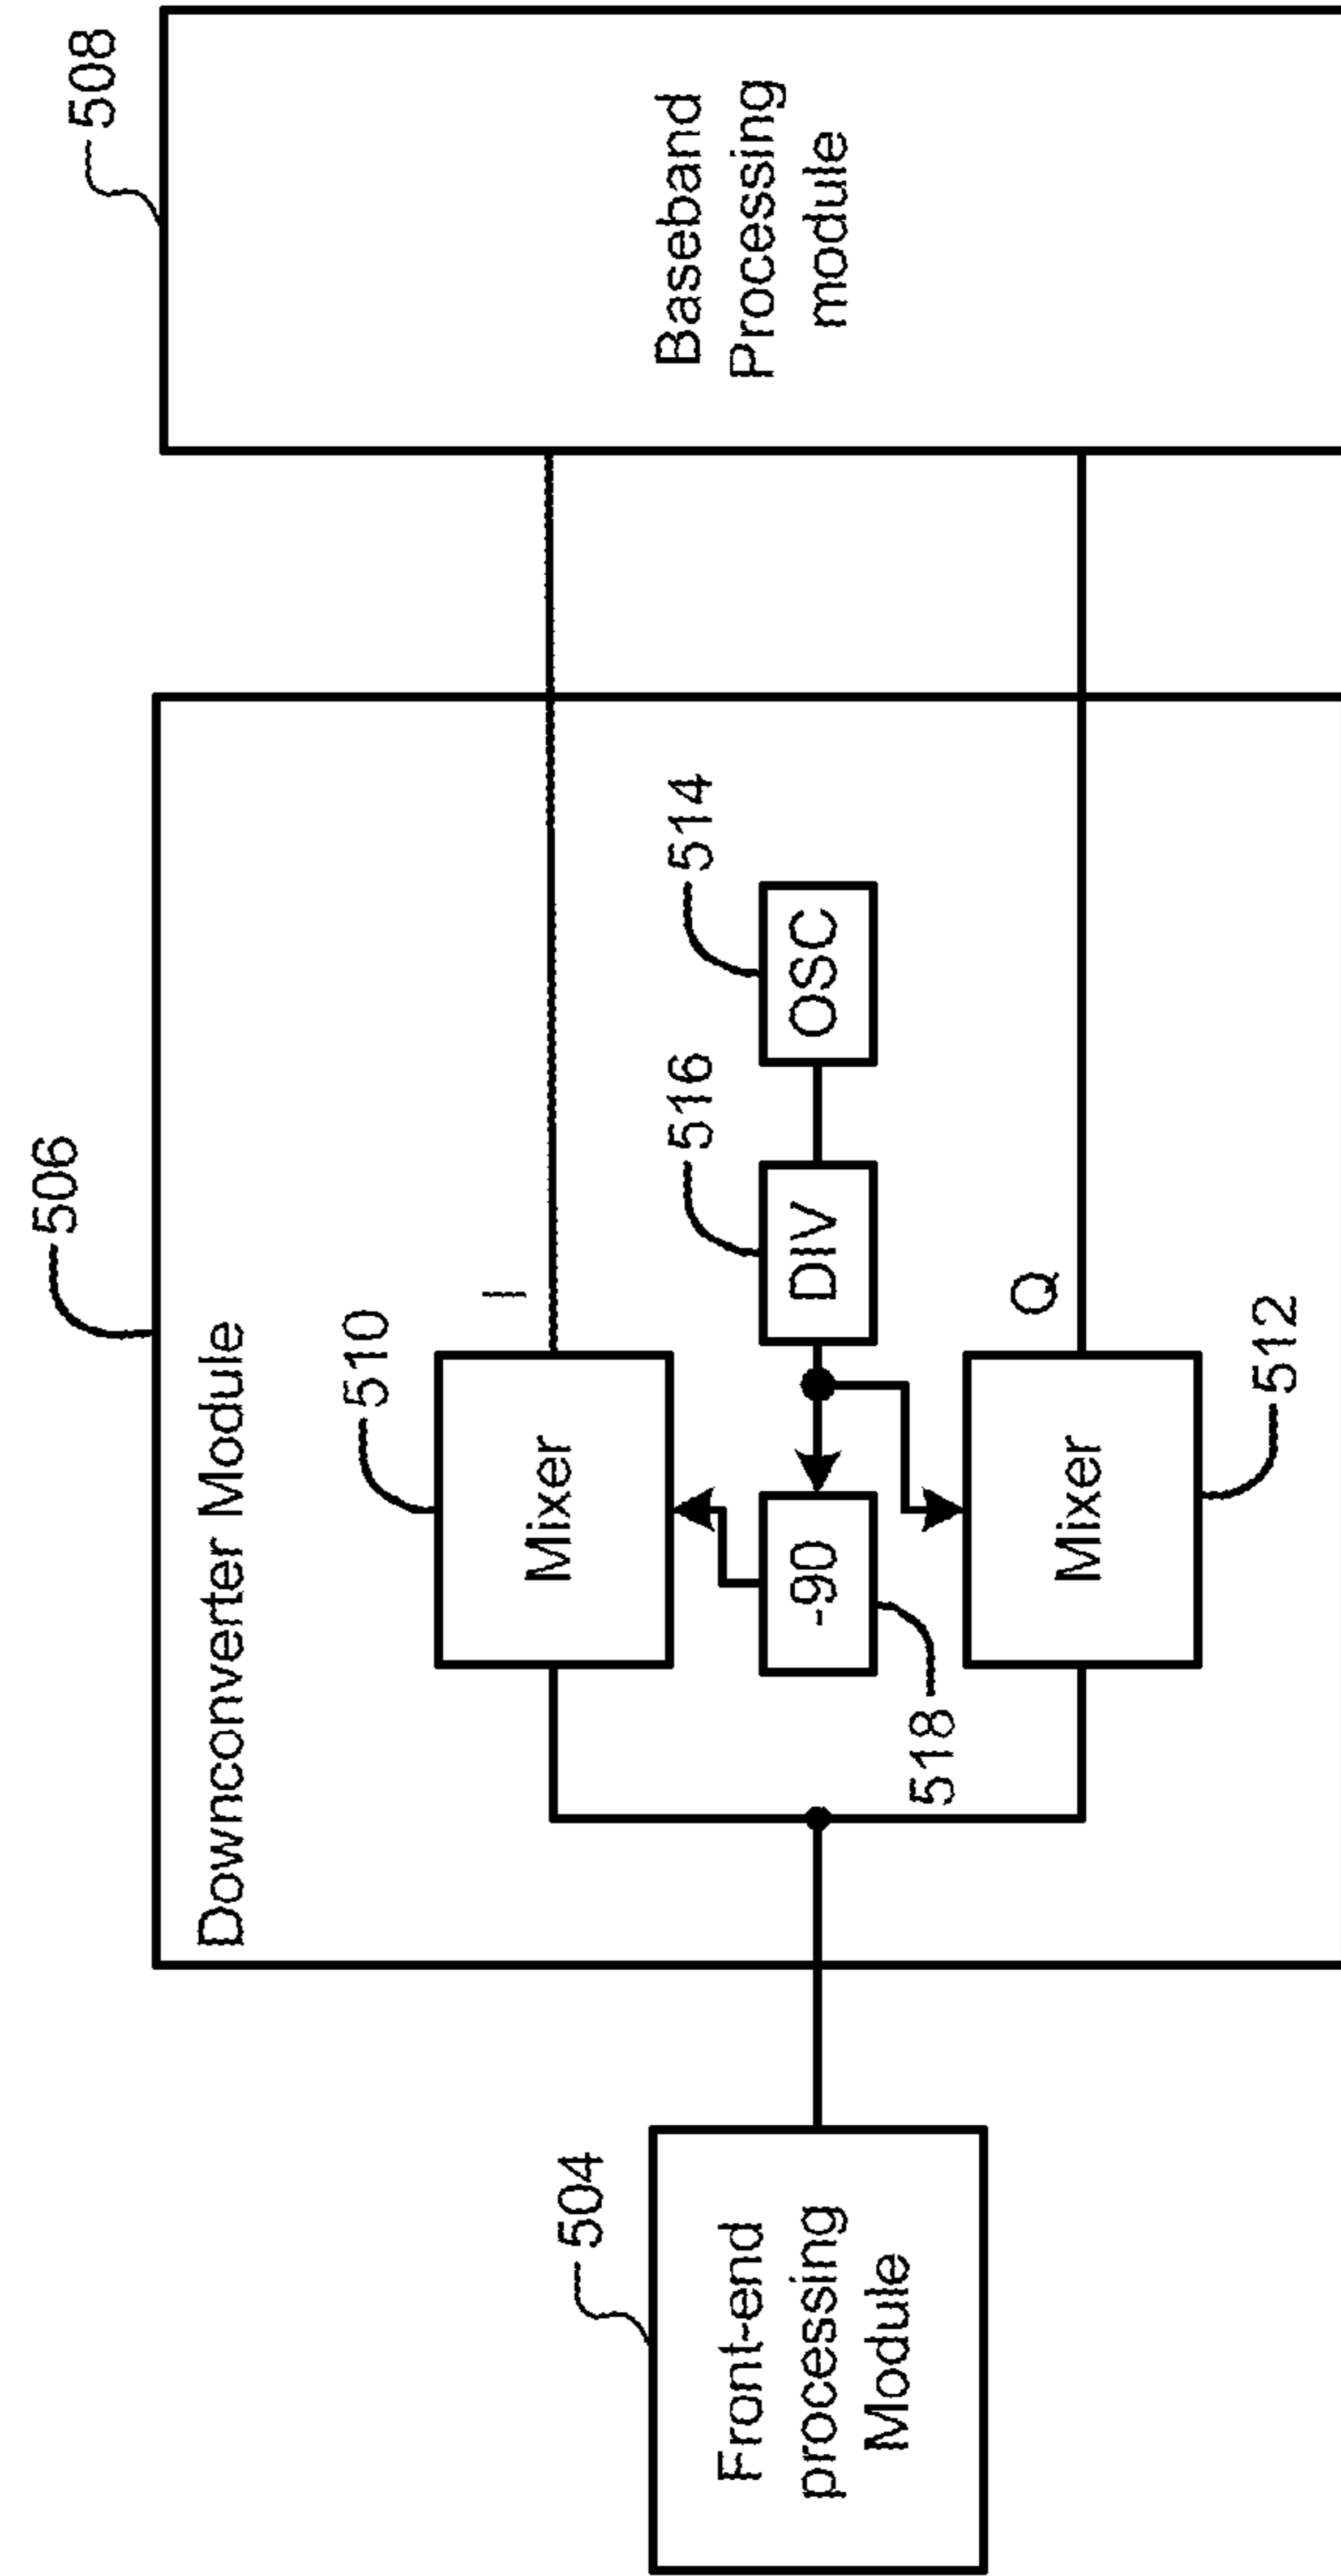 506
508
Downconverter Module
510
I
Mixer
504
516
514
Front-end
processing
Module
-90
DIV
OSC
Baseband
Processing
module
518
Q
Mixer
512